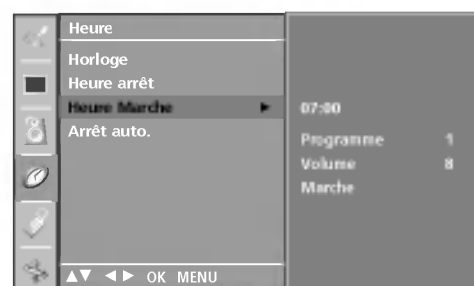 Heure
Horloge
Heure arrêt
Heure Marche ►
Arrêt auto.
07:00
Programme 1
Volume 8
Marche
▲▼ ◄► OK MENU